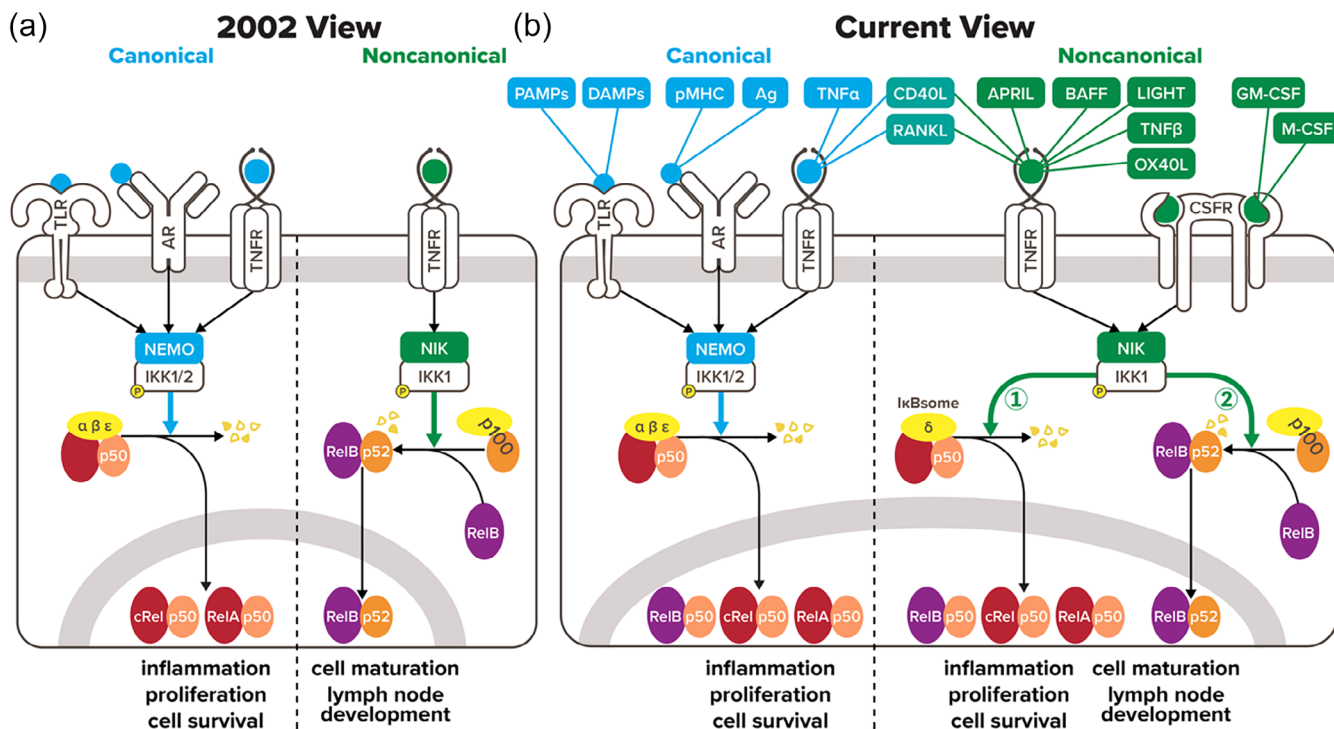 (a)
2002 View
Canonical
Noncanonical
TLR
AR
TNFR
TNFR
NEMO
IKK1/2
P
NIK
IKK1
α β ε
p50
RelB
p52
p100
RelB
cRel
p50
RelA
p50
RelB
p52
inflammation
proliferation
cell survival
cell maturation
lymph node
development
(b)
Current View
Canonical
Noncanonical
PAMPs
DAMPs
pMHC
Ag
TNFα
CD40L
RANKL
APRIL
BAFF
LIGHT
TNFβ
OX40L
GM-CSF
M-CSF
TLR
AR
TNFR
TNFR
CSFR
NEMO
IKK1/2
P
NIK
IKK1
P
1
2
α β ε
p50
IκBsome
δ
p50
RelB
p52
p100
RelB
RelB
p50
cRel
p50
RelA
p50
RelB
p50
cRel
p50
RelA
p50
RelB
p52
inflammation
proliferation
cell survival
inflammation
proliferation
cell survival
cell maturation
lymph node
development